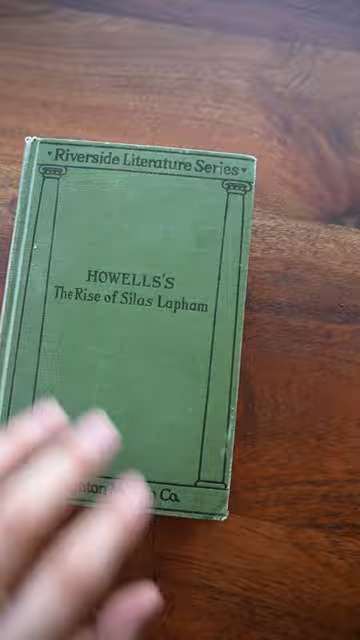 Riverside Literature Series
HOWELLS'S
The Rise of Silas Lapham
Co.